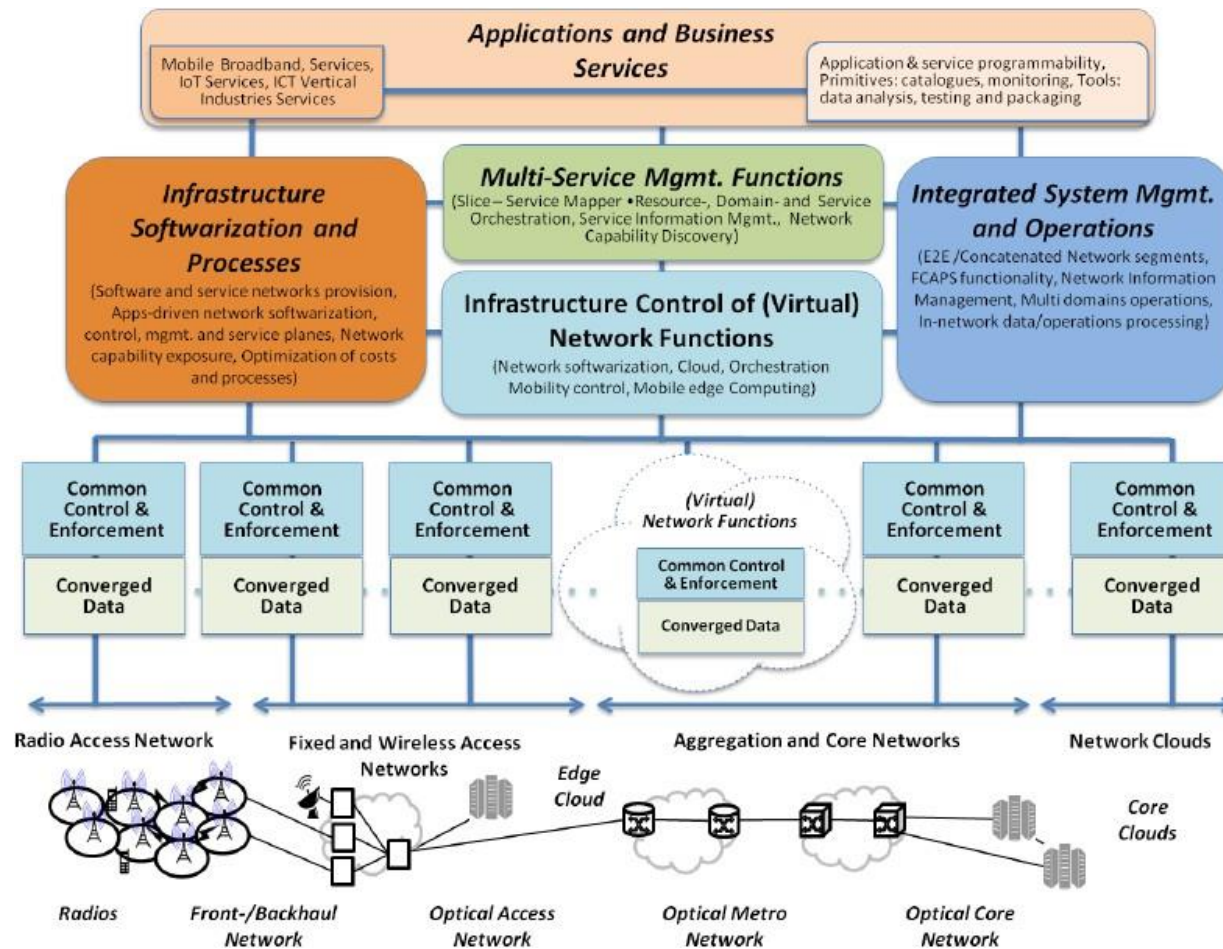 Applications and Business
Services
Mobile Broadband, Services,
IoT Services, ICT Vertical
Industries Services
Application & service programmability,
Primitives: catalogues, monitoring, Tools:
data analysis, testing and packaging
Infrastructure
Softwarization and
Processes
(Software and service networks provision,
Apps-driven network softwarization,
control, mgmt. and service planes, Network
capability exposure, Optimization of costs
and processes)
Multi-Service Mgmt. Functions
(Slice – Service Mapper •Resource-, Domain- and Service
Orchestration, Service Information Mgmt., Network
Capability Discovery)
Infrastructure Control of (Virtual)
Network Functions
(Network softwarization, Cloud, Orchestration
Mobility control, Mobile edge Computing)
Integrated System Mgmt.
and Operations
(E2E /Concatenated Network segments,
FCAPS functionality, Network Information
Management, Multi domains operations,
In-network data/operations processing)
Common
Control &
Enforcement
Converged
Data
Common
Control &
Enforcement
Converged
Data
Common
Control &
Enforcement
Converged
Data
(Virtual)
Network Functions
Common Control
& Enforcement
Converged Data
Common
Control &
Enforcement
Converged
Data
Common
Control &
Enforcement
Converged
Data
Radio Access Network
Fixed and Wireless Access
Networks
Aggregation and Core Networks
Network Clouds
Edge
Cloud
Core
Clouds
Radios
Front-/Backhaul
Network
Optical Access
Network
Optical Metro
Network
Optical Core
Network